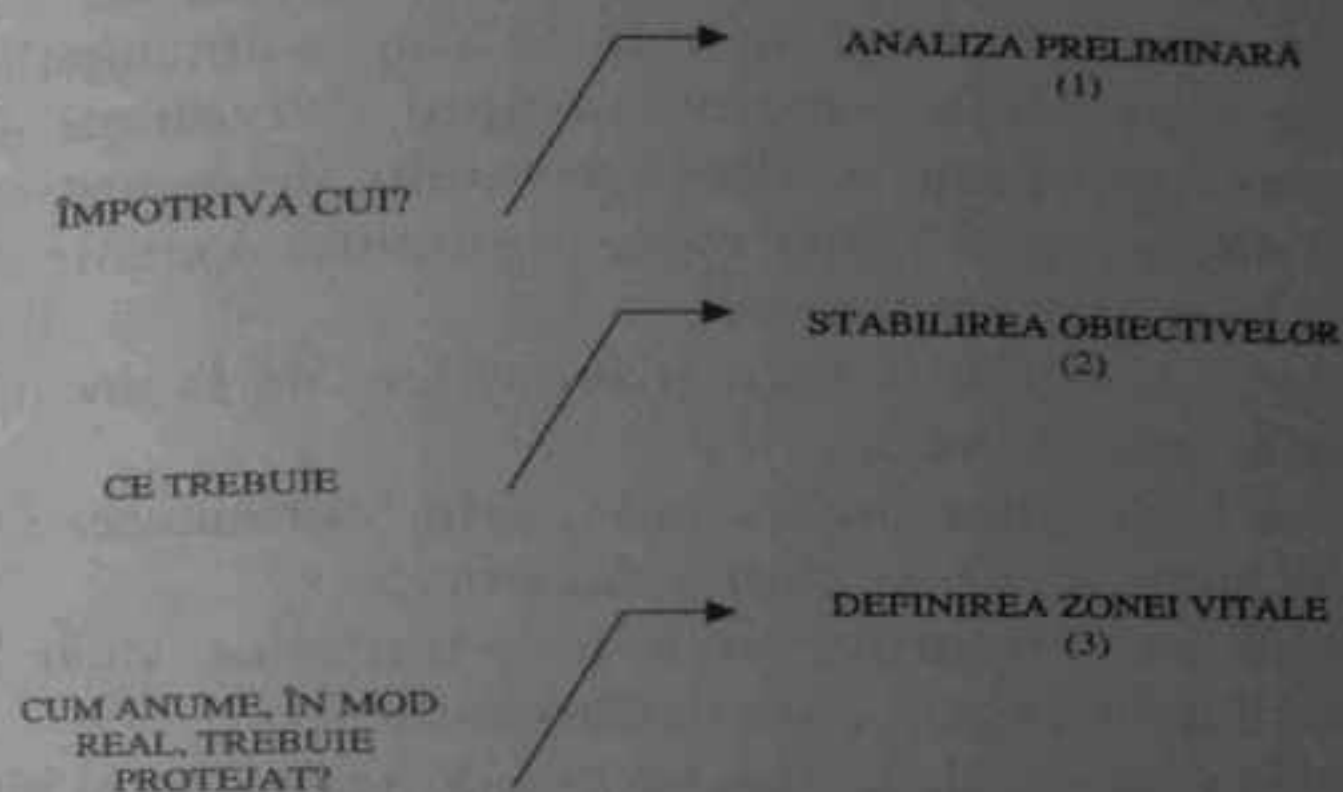 ANALIZA PRELIMINARĂ
(1)
ÎMPOTRIVA CUI?
STABILIREA OBIECTIVELOR
(2)
CE TREBUIE
DEFINIREA ZONEI VITALE
(3)
CUM ANUME, ÎN MOD
REAL, TREBUIE
PROTEJAT?